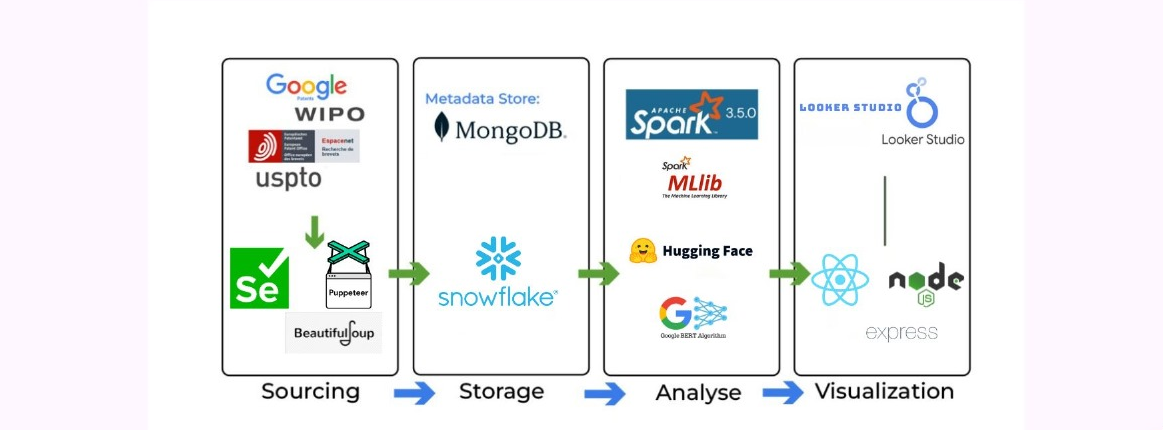 Google
Patents
WIPO
Europäisches
Patentamt
European
Patent Office
Office européen
des brevets
Espacenet
Recherche de
brevets
uspto
Se
Puppeteer
BeautifulSoup
Sourcing
Metadata Store:
MongoDB.
snowflake
Storage
APACHE
Spark 3.5.0
Spark
MLlib
The Machine Learning Library
Hugging Face
G
Google BERT Algorithm
Analyse
LOOKER STUDIO
Looker Studio
node
JS
express
Visualization